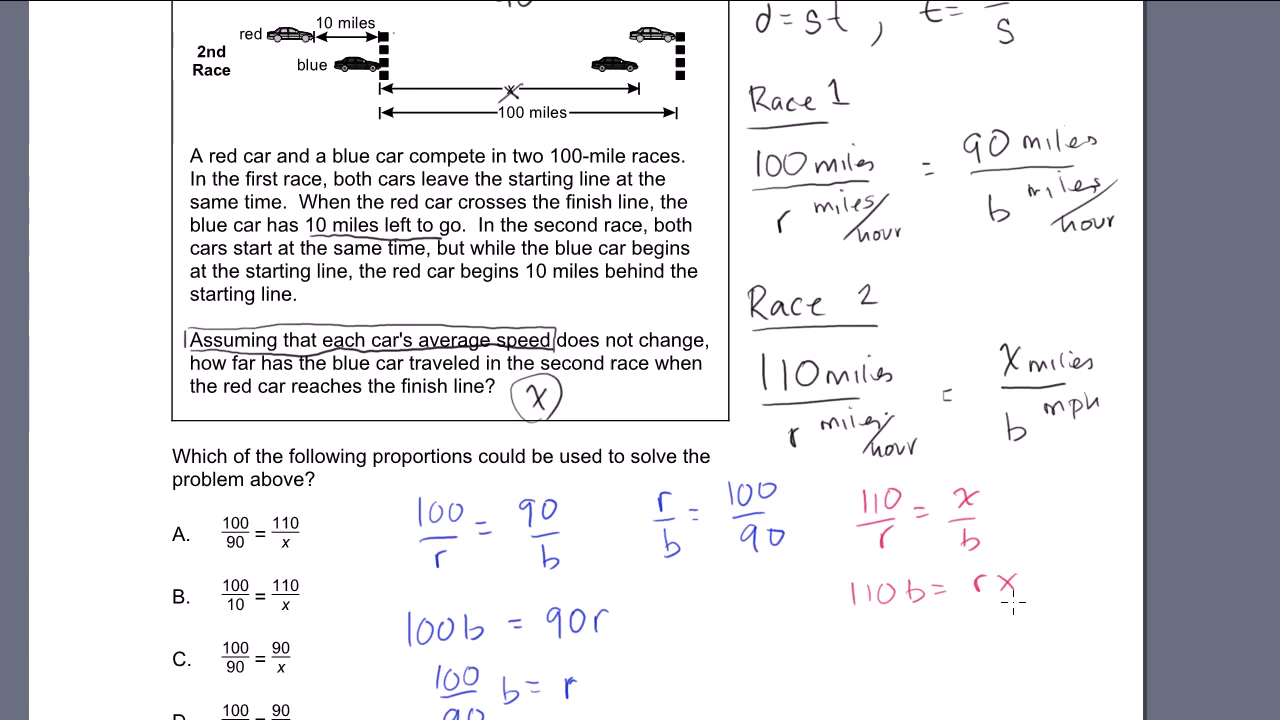 10 miles
red
2nd
Race
blue
x
100 miles
A red car and a blue car compete in two 100-mile races.
In the first race, both cars leave the starting line at the
same time. When the red car crosses the finish line, the
blue car has 10 miles left to go. In the second race, both
cars start at the same time, but while the blue car begins
at the starting line, the red car begins 10 miles behind the
starting line.
Assuming that each car's average speed does not change,
how far has the blue car traveled in the second race when
the red car reaches the finish line?
x
Which of the following proportions could be used to solve the
problem above?
A. 100/90 = 110/x
B. 100/10 = 110/x
C. 100/90 = 90/x
100 90
d = st , t = /s
Race 1
100 miles / r miles/hour = 90 miles / b miles/hour
Race 2
110 miles / r miles/hour = x miles / b mph
100/r = 90/b
100b = 90r
100/90 b = r
r/b = 100/90
110/r = x/b
110b = rx